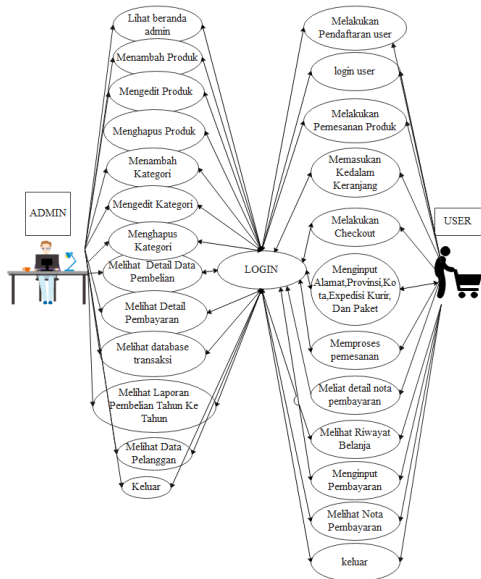 Lihat beranda
admin
Menambah Produk
Mengedit Produk
Menghapus Produk
Menambah
Kategori
Mengedit Kategori
Menghapus
Kategori
Melihat Detail Data
Pembelian
Melihat Detail
Pembayaran
Melihat database
transaksi
Melihat Laporan
Pembelian Tahun Ke
Tahun
Melihat Data
Pelanggan
Keluar
ADMIN
LOGIN
Melakukan
Pendaftaran user
login user
Melakukan
Pemesanan Produk
Memasukan
Kedalam
Keranjang
Melakukan
Checkout
Menginput
Alamat,Provinsi,Ko
ta,Expedisi Kurir,
Dan Paket
Memproses
pemesanan
Meliat detail nota
pembayaran
Melihat Riwayat
Belanja
Menginput
Pembayaran
Melihat Nota
Pembayaran
keluar
USER